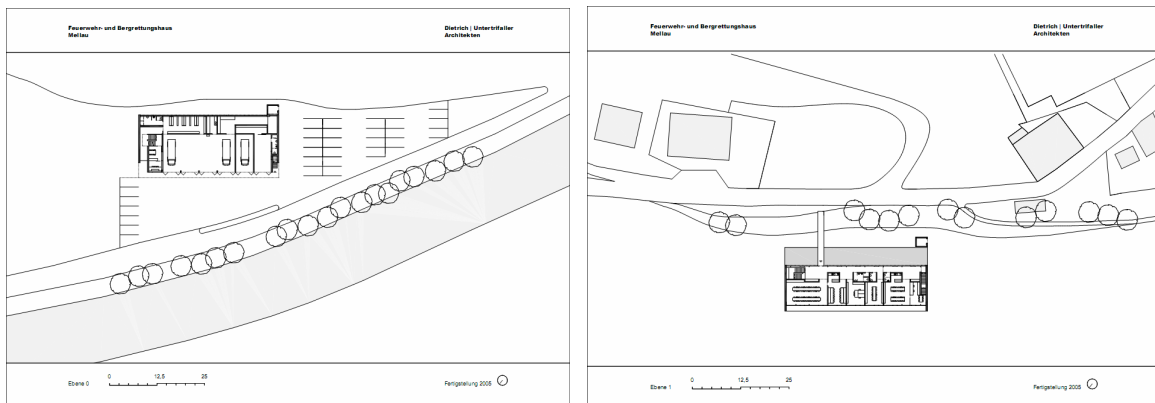 Feuerwehr- und Bergrettungshaus
Mellau
Dietrich | Untertrifaller
Architekten
Ebene 0
0 12,5 25
Fertigstellung 2005
Feuerwehr- und Bergrettungshaus
Mellau
Dietrich | Untertrifaller
Architekten
Ebene 1
0 12,5 25
Fertigstellung 2005